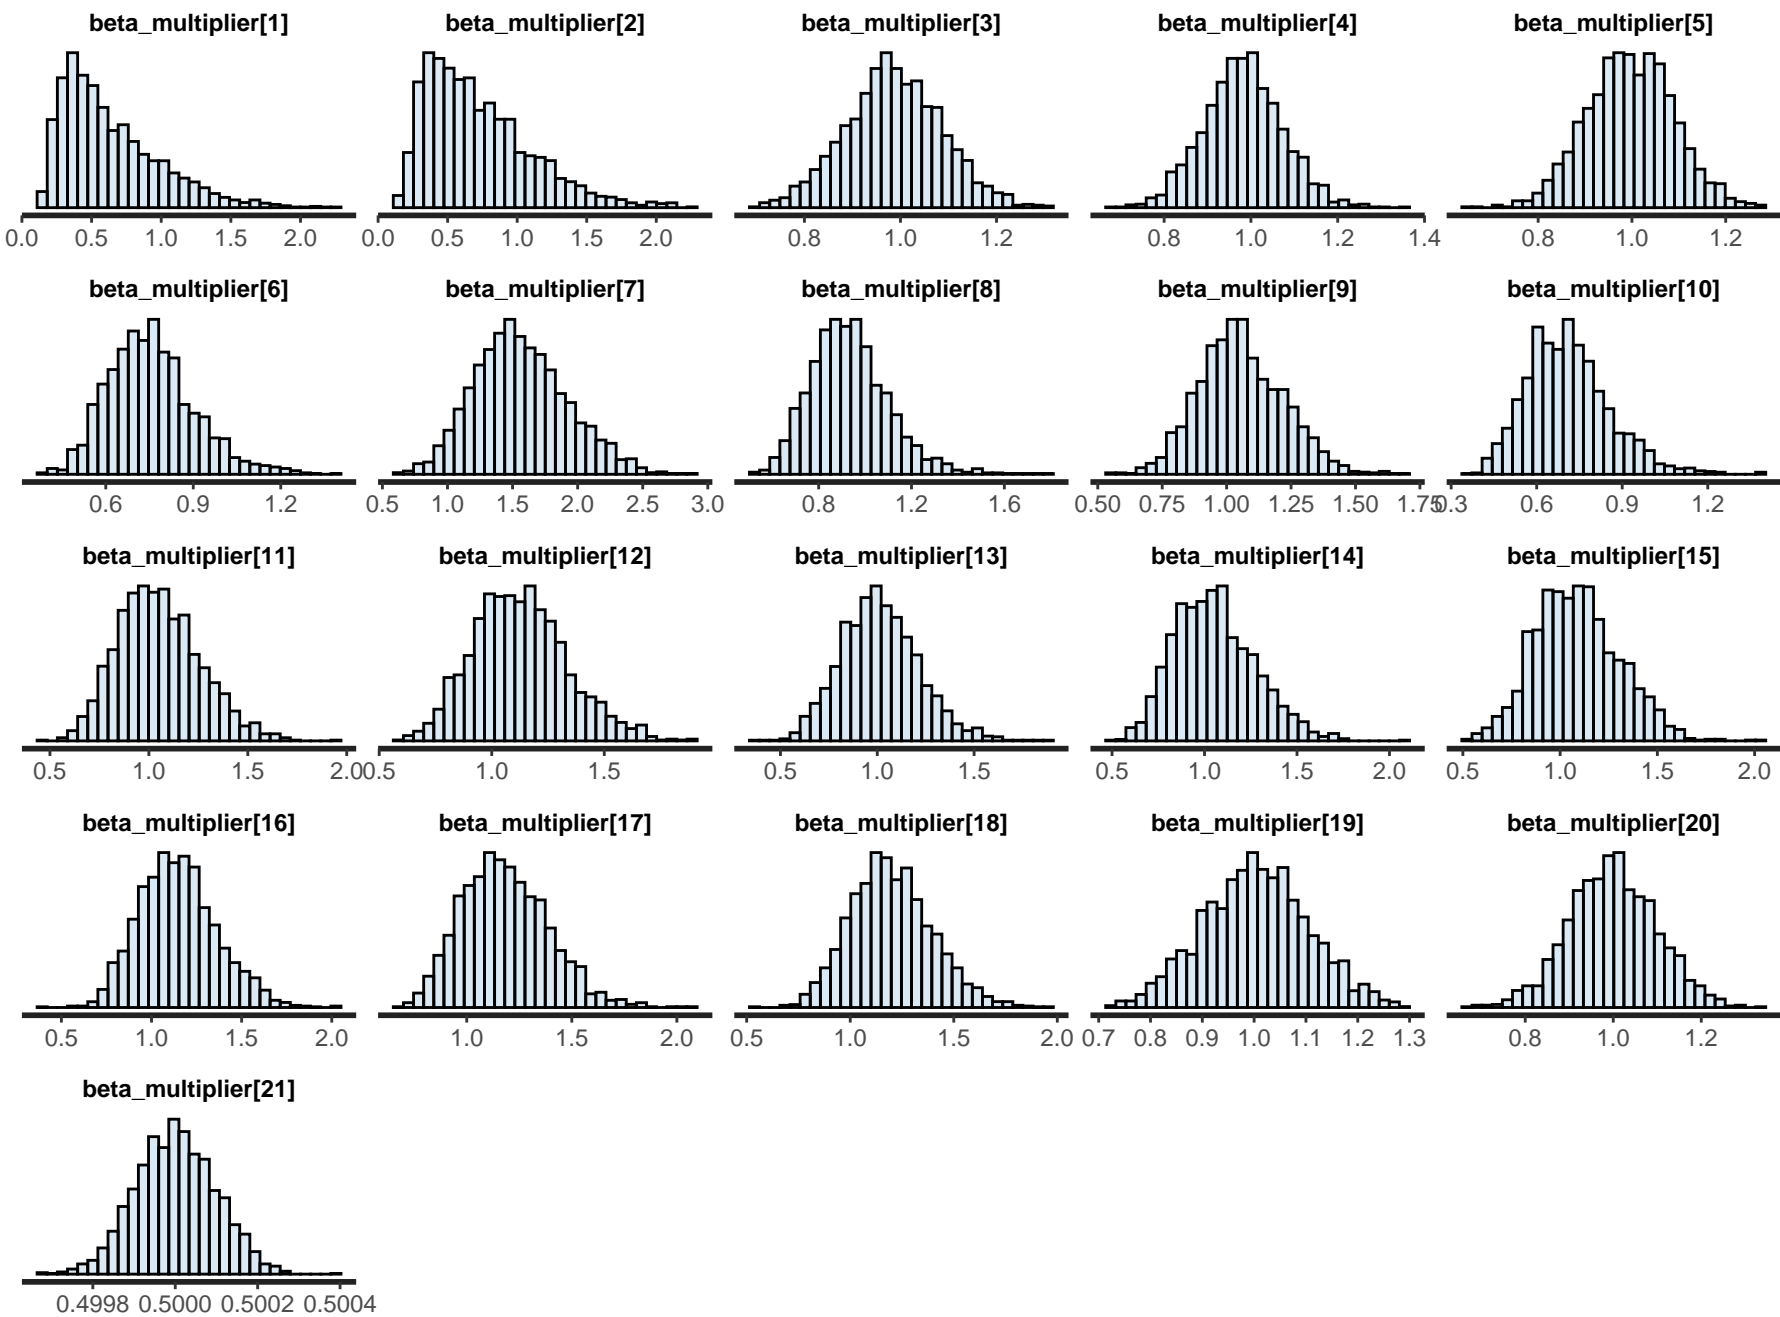 beta_multiplier[1] beta_multiplier[2] beta_multiplier[3] beta_multiplier[4] beta_multiplier[5]
0.0 0.5 1.0 1.5 2.0 0.0 0.5 1.0 1.5 2.0 0.8 1.0 1.2 0.8 1.0 1.2 1.4 0.8 1.0 1.2
beta_multiplier[6] beta_multiplier[7] beta_multiplier[8] beta_multiplier[9] beta_multiplier[10]
0.6 0.9 1.2 0.5 1.0 1.5 2.0 2.5 3.0 0.8 1.2 1.6 0.50 0.75 1.00 1.25 1.50 1.75 0.3 0.6 0.9 1.2
beta_multiplier[11] beta_multiplier[12] beta_multiplier[13] beta_multiplier[14] beta_multiplier[15]
0.5 1.0 1.5 2.0 0.5 1.0 1.5 0.5 1.0 1.5 0.5 1.0 1.5 2.0 0.5 1.0 1.5 2.0
beta_multiplier[16] beta_multiplier[17] beta_multiplier[18] beta_multiplier[19] beta_multiplier[20]
0.5 1.0 1.5 2.0 1.0 1.5 2.0 0.5 1.0 1.5 2.0 0.7 0.8 0.9 1.0 1.1 1.2 1.3 0.8 1.0 1.2
beta_multiplier[21]
0.4998 0.5000 0.5002 0.5004